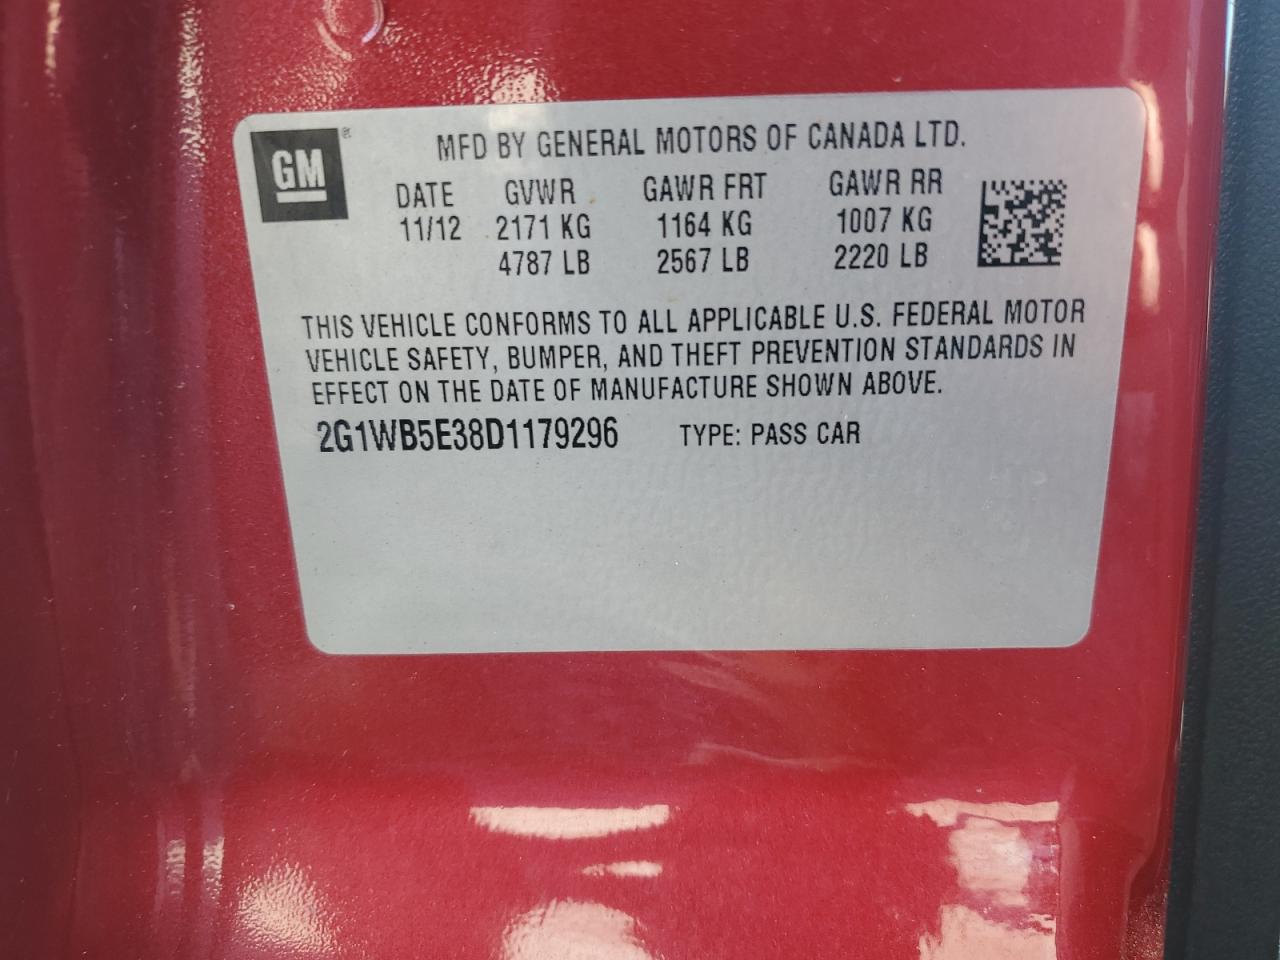 GM®
MFD BY GENERAL MOTORS OF CANADA LTD.
DATE GVWR GAWR FRT GAWR RR
11/12 2171 KG 1164 KG 1007 KG
4787 LB 2567 LB 2220 LB
THIS VEHICLE CONFORMS TO ALL APPLICABLE U.S. FEDERAL MOTOR
VEHICLE SAFETY, BUMPER, AND THEFT PREVENTION STANDARDS IN
EFFECT ON THE DATE OF MANUFACTURE SHOWN ABOVE.
2G1WB5E38D1179296 TYPE: PASS CAR